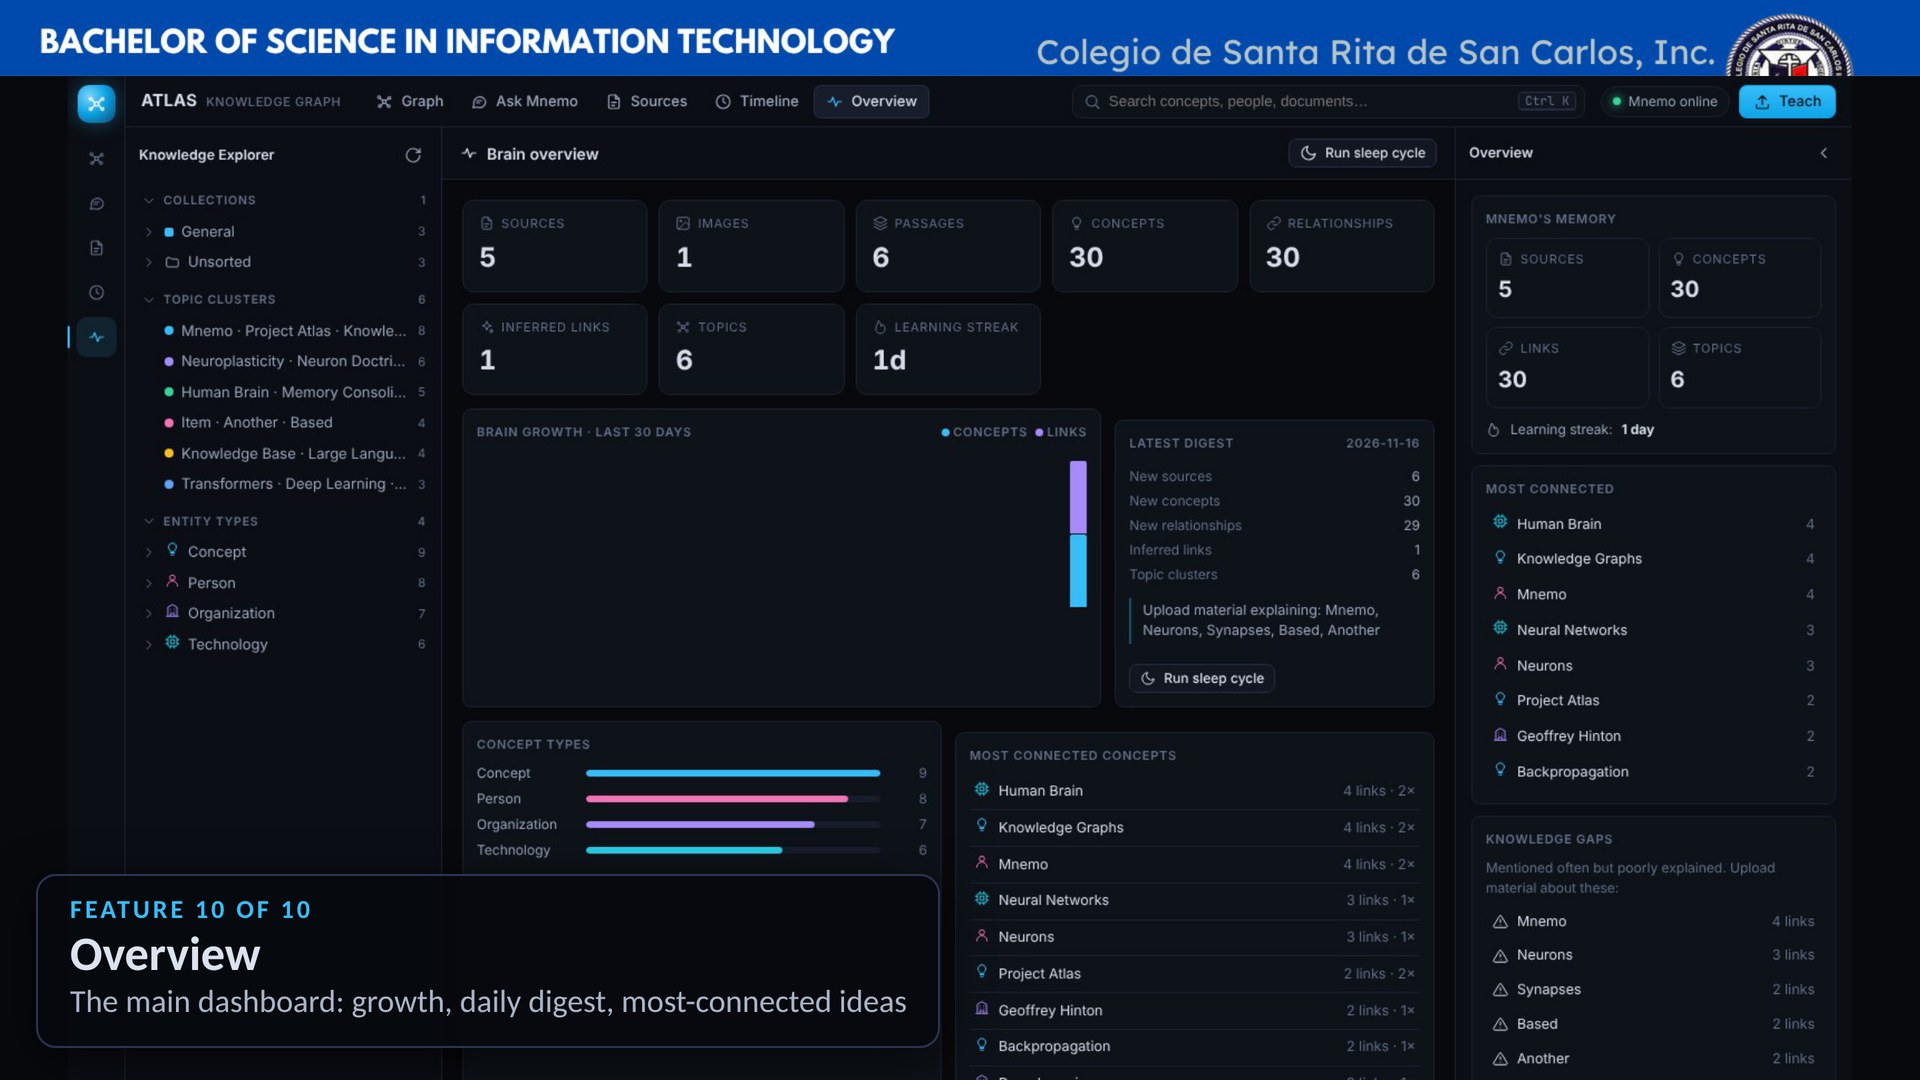 BACHELOR OF SCIENCE IN INFORMATION TECHNOLOGY
Colegio de Santa Rita de San Carlos, Inc.
ATLAS KNOWLEDGE GRAPH
Graph
Ask Mnemo
Sources
Timeline
Overview
Search concepts, people, documents…
Ctrl K
Mnemo online
Teach
Knowledge Explorer
COLLECTIONS 1
General 3
Unsorted 3
TOPIC CLUSTERS 6
Mnemo · Project Atlas · Knowle... 8
Neuroplasticity · Neuron Doctri... 6
Human Brain · Memory Consoli... 5
Item · Another · Based 4
Knowledge Base · Large Langu... 4
Transformers · Deep Learning ·... 3
ENTITY TYPES 4
Concept 9
Person 8
Organization 7
Technology 6
Brain overview
Run sleep cycle
SOURCES
5
IMAGES
1
PASSAGES
6
CONCEPTS
30
RELATIONSHIPS
30
INFERRED LINKS
1
TOPICS
6
LEARNING STREAK
1d
BRAIN GROWTH · LAST 30 DAYS
CONCEPTS LINKS
LATEST DIGEST 2026-11-16
New sources 6
New concepts 30
New relationships 29
Inferred links 1
Topic clusters 6
Upload material explaining: Mnemo,
Neurons, Synapses, Based, Another
Run sleep cycle
CONCEPT TYPES
Concept 9
Person 8
Organization 7
Technology 6
MOST CONNECTED CONCEPTS
Human Brain 4 links · 2×
Knowledge Graphs 4 links · 2×
Mnemo 4 links · 2×
Neural Networks 3 links · 1×
Neurons 3 links · 1×
Project Atlas 2 links · 2×
Geoffrey Hinton 2 links · 1×
Backpropagation 2 links · 1×
Overview
MNEMO'S MEMORY
SOURCES
5
CONCEPTS
30
LINKS
30
TOPICS
6
Learning streak: 1 day
MOST CONNECTED
Human Brain 4
Knowledge Graphs 4
Mnemo 4
Neural Networks 3
Neurons 3
Project Atlas 2
Geoffrey Hinton 2
Backpropagation 2
KNOWLEDGE GAPS
Mentioned often but poorly explained. Upload
material about these:
Mnemo 4 links
Neurons 3 links
Synapses 2 links
Based 2 links
Another 2 links
FEATURE 10 OF 10
Overview
The main dashboard: growth, daily digest, most-connected ideas